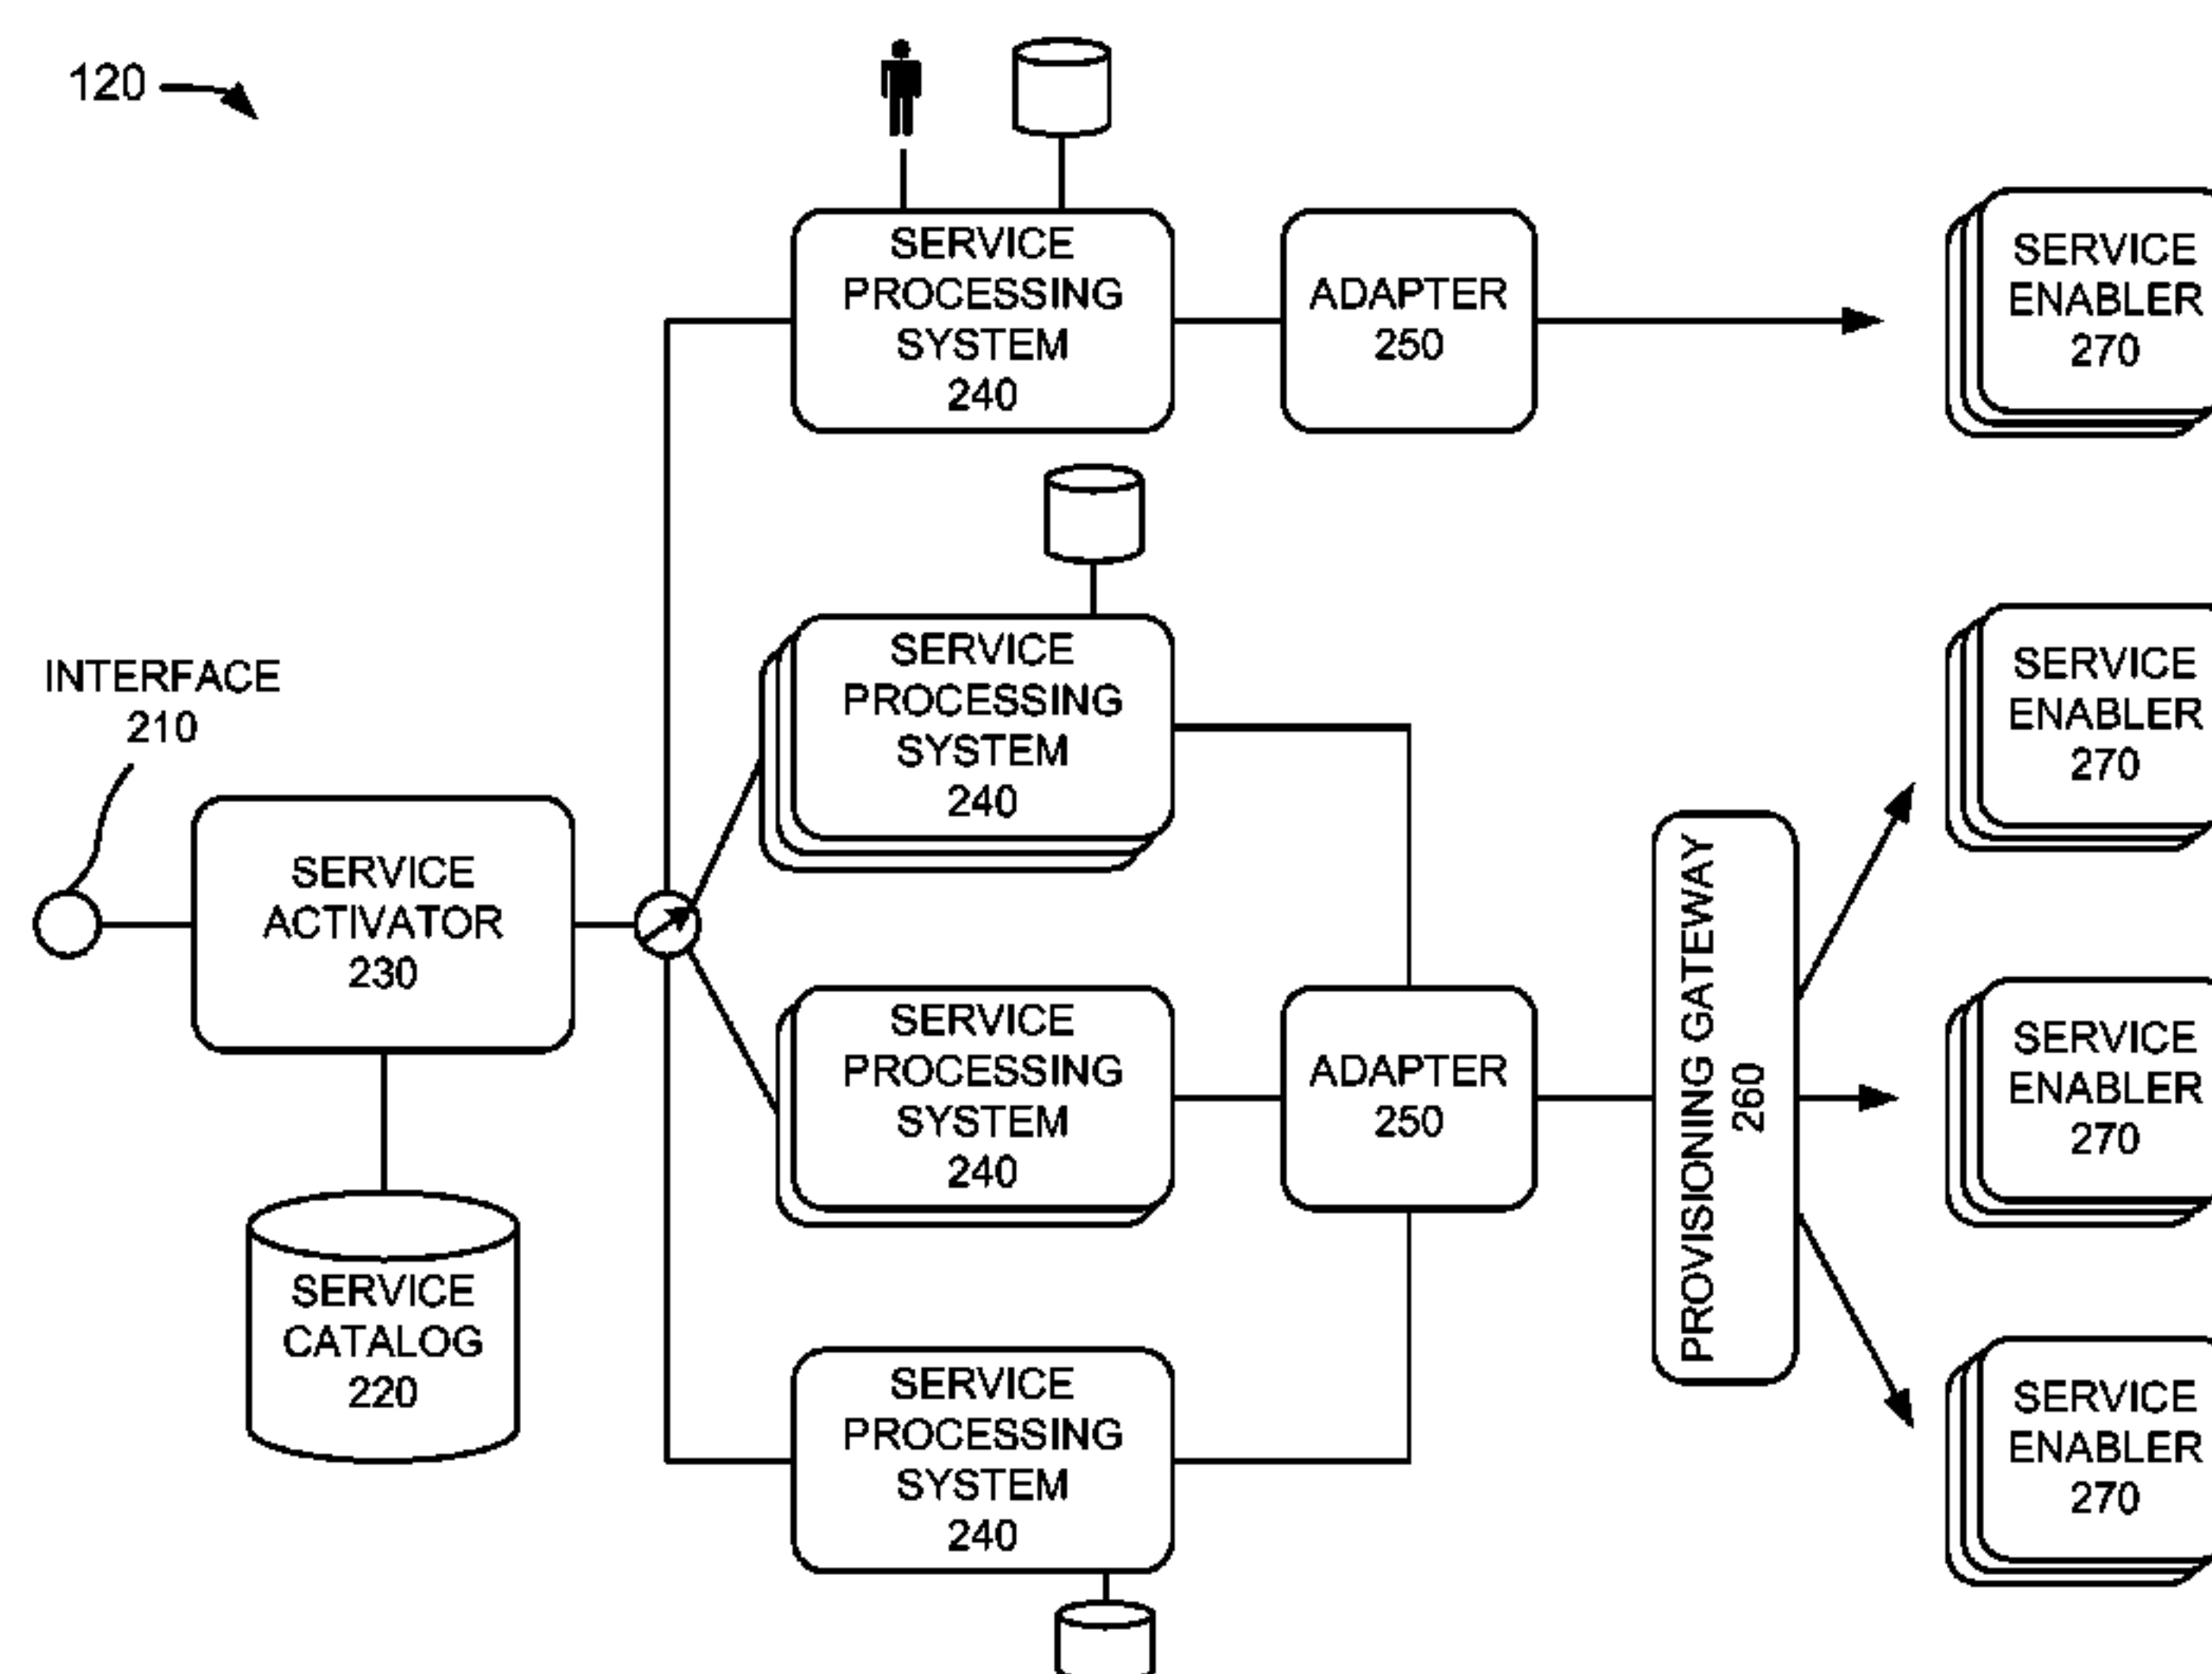 120
SERVICE
PROCESSING
SYSTEM
240
ADAPTER
250
SERVICE
ENABLER
270
INTERFACE
210
SERVICE
ACTIVATOR
230
SERVICE
CATALOG
220
SERVICE
PROCESSING
SYSTEM
240
SERVICE
PROCESSING
SYSTEM
240
SERVICE
PROCESSING
SYSTEM
240
ADAPTER
250
PROVISIONING GATEWAY
260
SERVICE
ENABLER
270
SERVICE
ENABLER
270
SERVICE
ENABLER
270